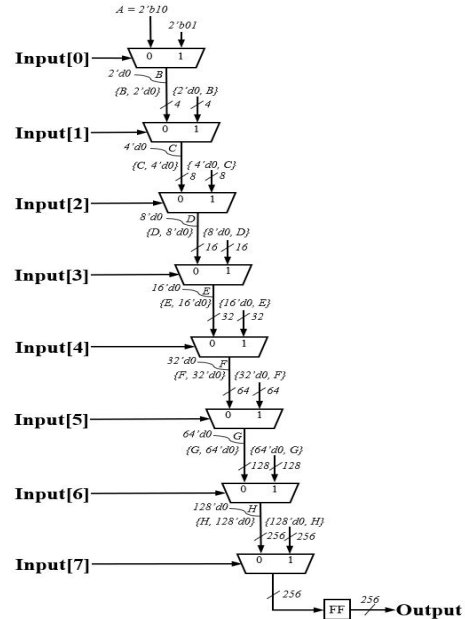 A = 2'b10
2'b01
Input[0]
0 1
2'd0 B
{B, 2'd0} {2'd0, B}
4 4
Input[1]
0 1
4'd0 C
{C, 4'd0} { 4'd0, C}
8 8
Input[2]
0 1
8'd0 D
{D, 8'd0} {8'd0, D}
16 16
Input[3]
0 1
16'd0 E
{E, 16'd0} {16'd0, E}
32 32
Input[4]
0 1
32'd0 F
{F, 32'd0} {32'd0, F}
64 64
Input[5]
0 1
64'd0 G
{G, 64'd0} {64'd0, G}
128 128
Input[6]
0 1
128'd0 H
{H, 128'd0} {128'd0, H}
256 256
Input[7]
0 1
256
FF 256 Output